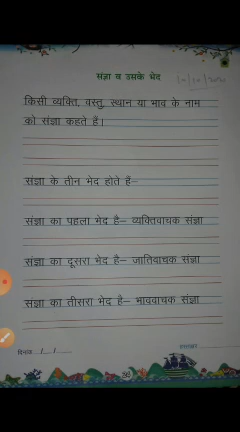 संज्ञा व उसके भेद
किसी व्यक्ति, वस्तु, स्थान या भाव के नाम
को संज्ञा कहते हैं।
संज्ञा के तीन भेद होते हैं–
संज्ञा का पहला भेद है– व्यक्तिवाचक संज्ञा
संज्ञा का दूसरा भेद है– जातिवाचक संज्ञा
संज्ञा का तीसरा भेद है– भाववाचक संज्ञा
दिनांक